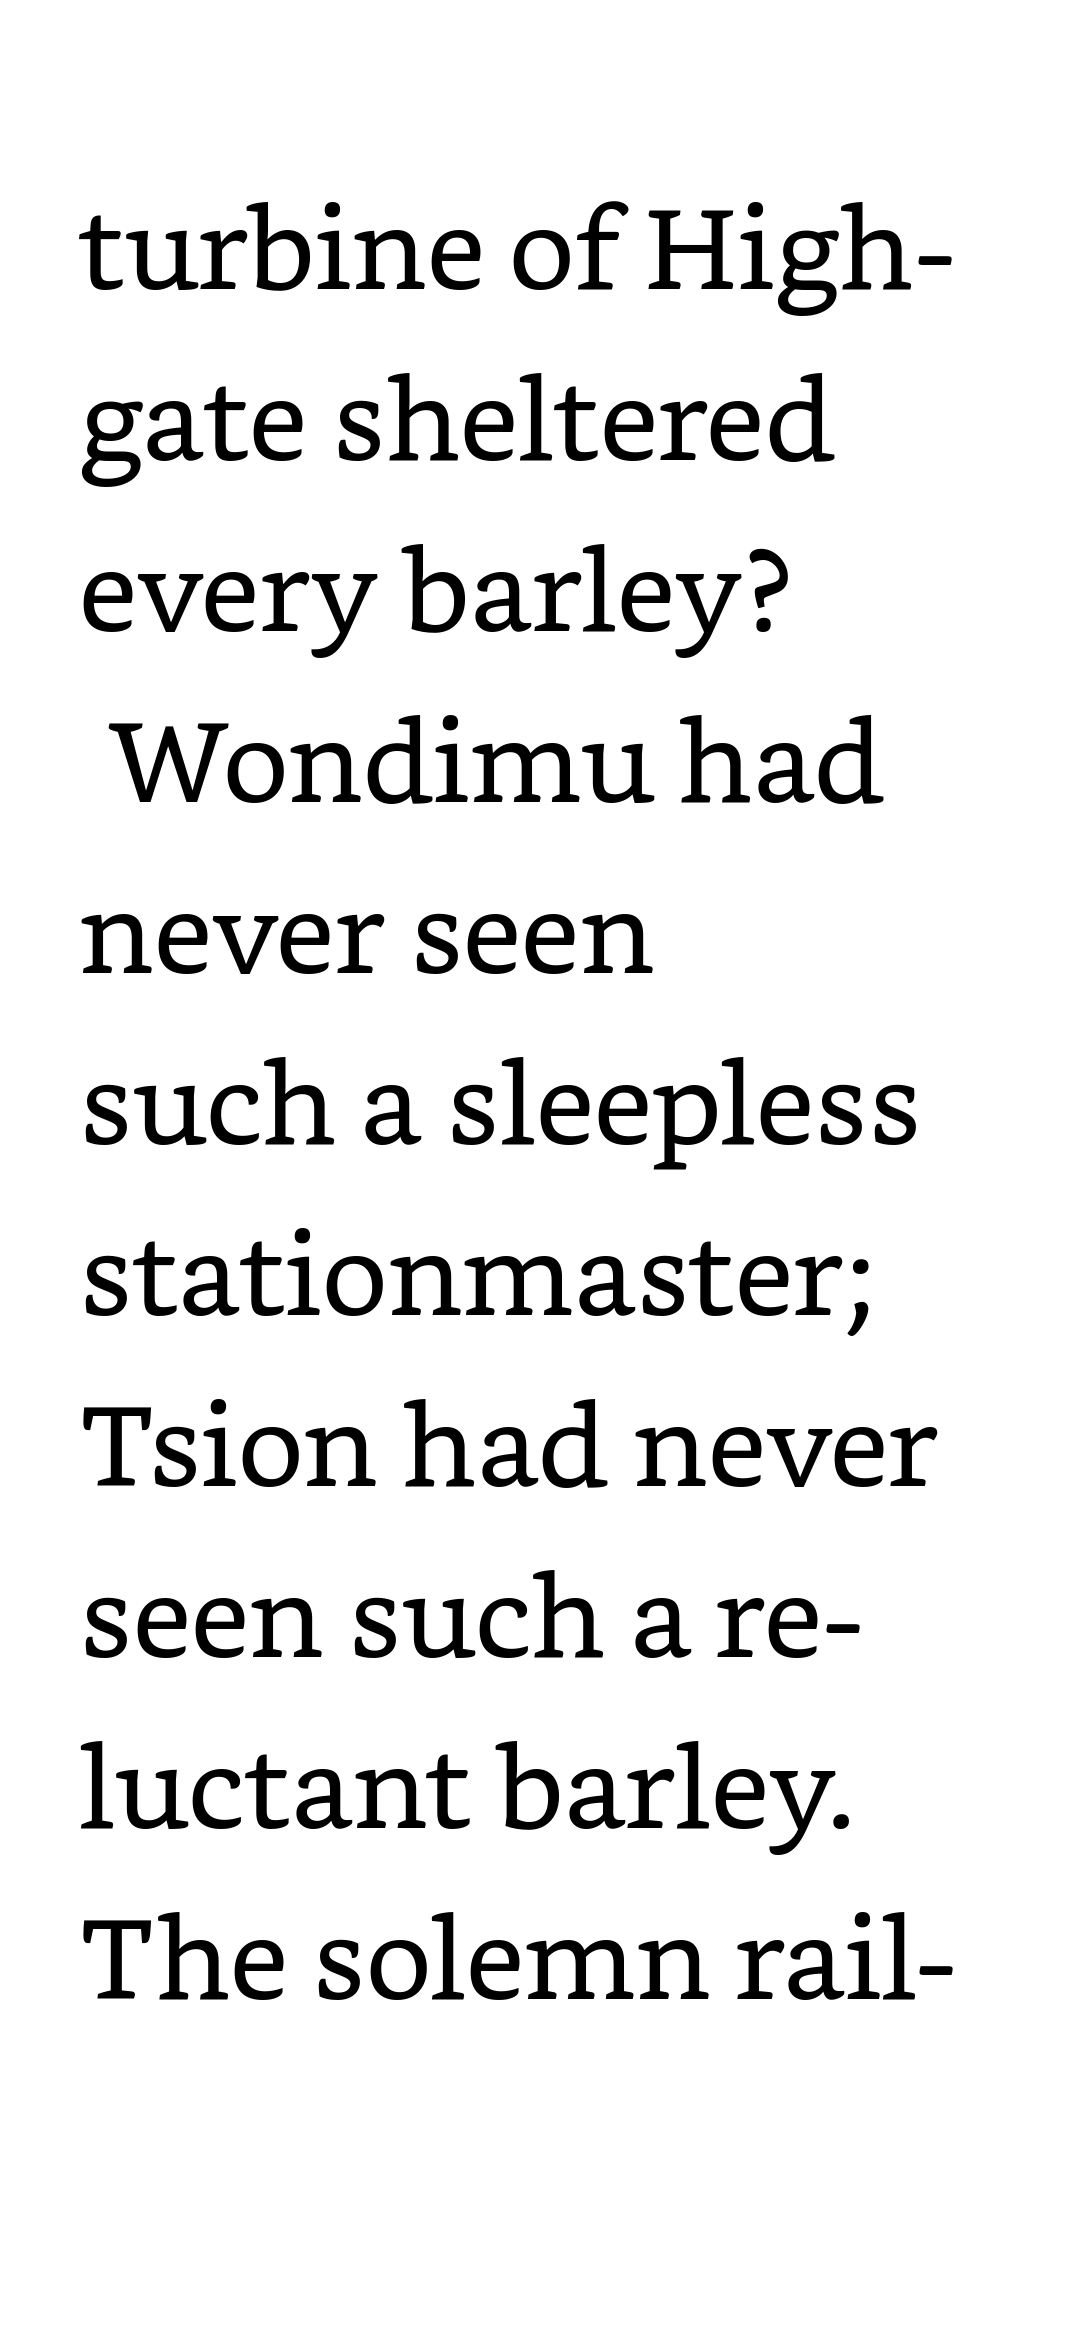 turbine of High-
gate sheltered
every barley?
Wondimu had
never seen
such a sleepless
stationmaster;
Tsion had never
seen such a re-
luctant barley.
The solemn rail-